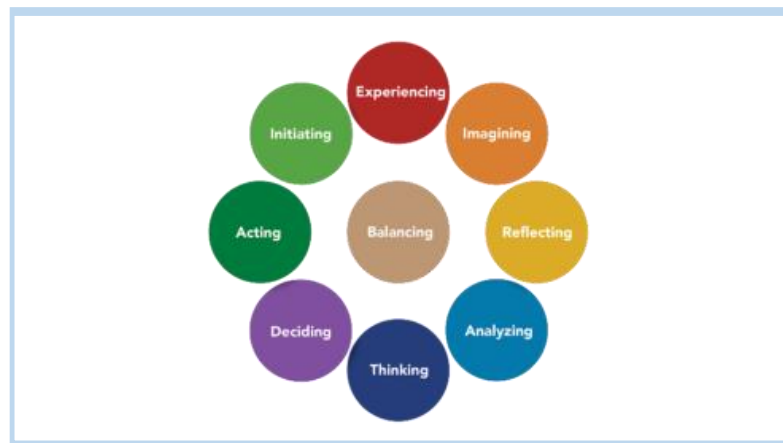 Experiencing
Initiating
Imagining
Acting
Balancing
Reflecting
Deciding
Analyzing
Thinking